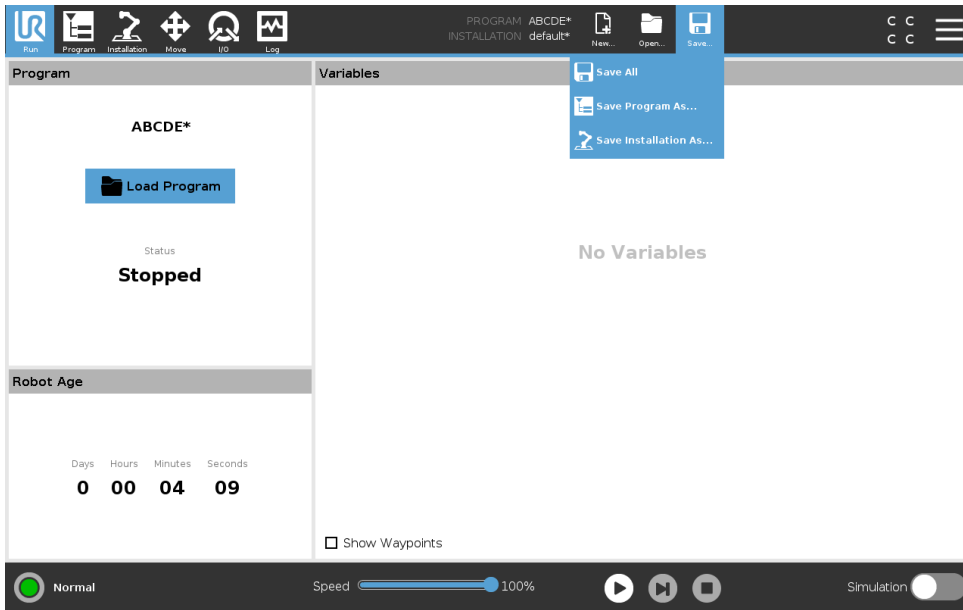 UR
Run
Program
Installation
Move
I/O
Log
PROGRAM ABCDE*
INSTALLATION default*
New...
Open...
Save...
C C
C C
Save All
Save Program As...
Save Installation As...
Program
Variables
ABCDE*
Load Program
Status
Stopped
No Variables
Robot Age
Days Hours Minutes Seconds
0 00 04 09
Show Waypoints
Normal
Speed 100%
Simulation